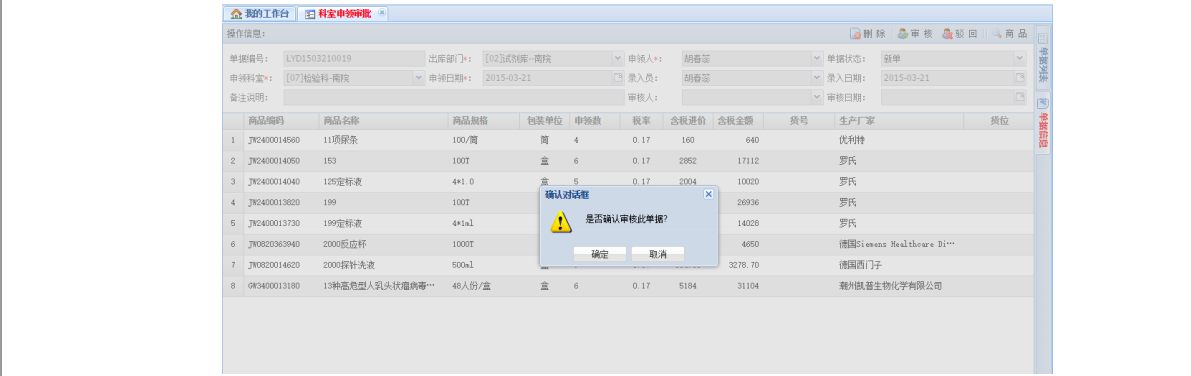 我的工作台 科室申领审批
操作信息: 删 除 审 核 驳 回 商 品
单据编号: LYD1503210019 出库部门*: [02]试剂库-南院 申领人*: 胡春蕊 单据状态: 新单
申领科室*: [07]检验科-南院 申领日期*: 2015-03-21 录入员: 胡春蕊 录入日期: 2015-03-21
备注说明: 审核人: 审核日期:
商品编码 商品名称 商品规格 包装单位 申领数 税率 含税进价 含税金额 货号 生产厂家 货位
1 JW2400014560 11项尿条 100/筒 筒 4 0.17 160 640 优利特
2 JW2400014050 153 100T 盒 6 0.17 2852 17112 罗氏
3 JW2400014040 125定标液 4*1.0 盒 5 0.17 2004 10020 罗氏
4 JW2400013820 199 100T 26936 罗氏
5 JW2400013730 199定标液 4*1ml 14028 罗氏
6 JW0820363940 2000反应杯 1000T 4650 德国Siemens Healthcare Di…
7 JW0820014620 2000探针洗液 500ml 3278.70 德国西门子
8 GW3400013180 13种高危型人乳头状瘤病毒… 48人份/盒 盒 6 0.17 5184 31104 潮州凯普生物化学有限公司
确认对话框
是否确认审核此单据?
确定 取消
单据列表
单据信息